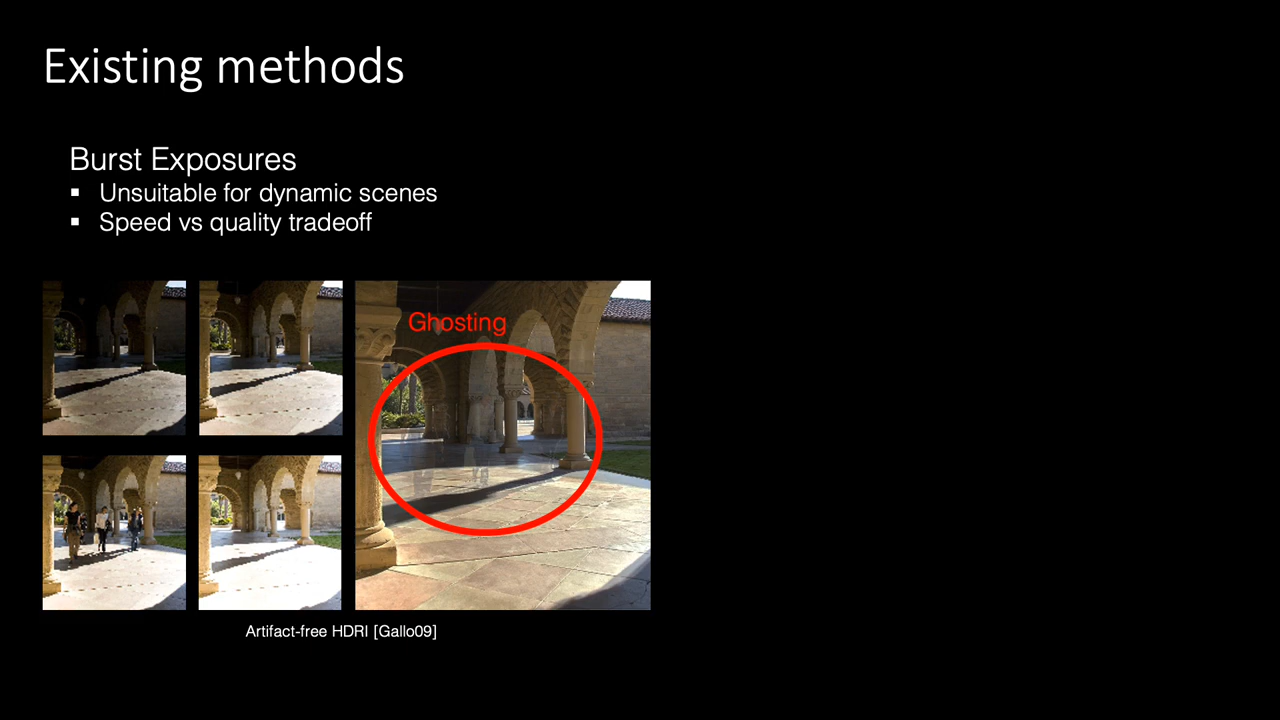 Existing methods
Burst Exposures
▪ Unsuitable for dynamic scenes
▪ Speed vs quality tradeoff
Ghosting
Artifact-free HDRI [Gallo09]